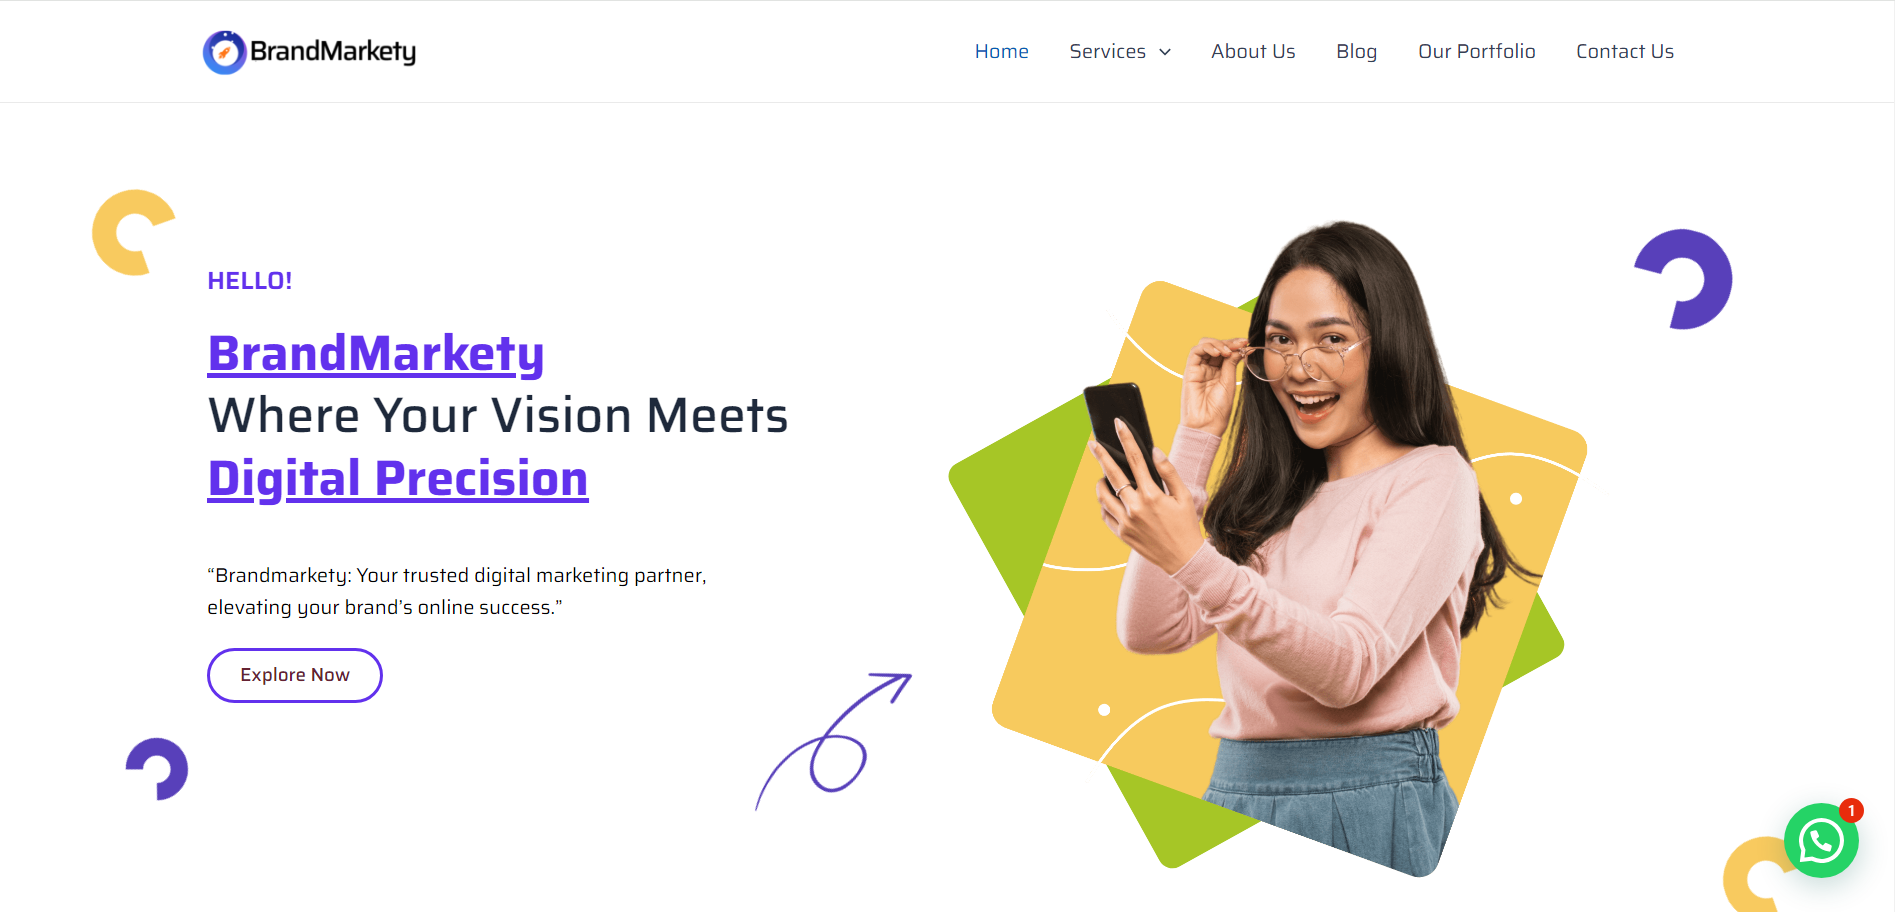 BrandMarkety
Home Services About Us Blog Our Portfolio Contact Us
HELLO!
BrandMarkety
Where Your Vision Meets
Digital Precision
“Brandmarkety: Your trusted digital marketing partner,
elevating your brand’s online success.”
Explore Now
1